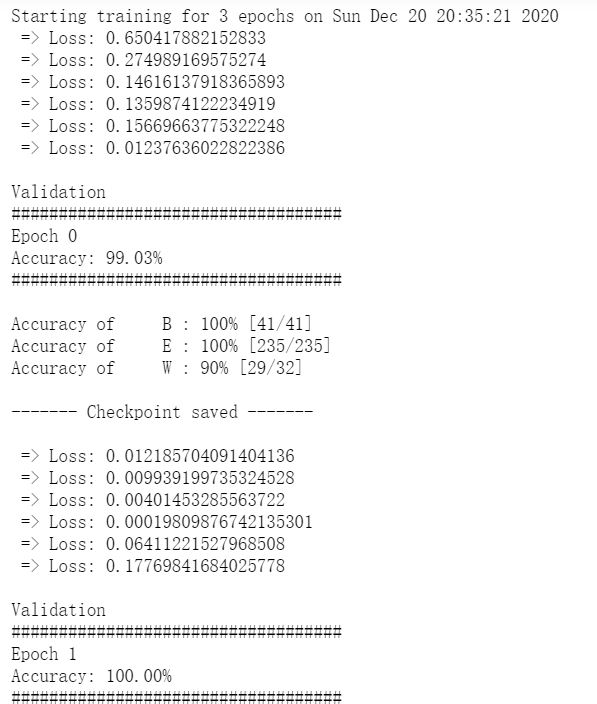 Starting training for 3 epochs on Sun Dec 20 20:35:21 2020
=> Loss: 0.650417882152833
=> Loss: 0.274989169575274
=> Loss: 0.14616137918365893
=> Loss: 0.1359874122234919
=> Loss: 0.15669663775322248
=> Loss: 0.01237636022822386
Validation
###################################
Epoch 0
Accuracy: 99.03%
###################################
Accuracy of     B : 100% [41/41]
Accuracy of     E : 100% [235/235]
Accuracy of     W : 90% [29/32]
------- Checkpoint saved -------
=> Loss: 0.012185704091404136
=> Loss: 0.009939199735324528
=> Loss: 0.00401453285563722
=> Loss: 0.00019809876742135301
=> Loss: 0.06411221527968508
=> Loss: 0.17769841684025778
Validation
###################################
Epoch 1
Accuracy: 100.00%
###################################